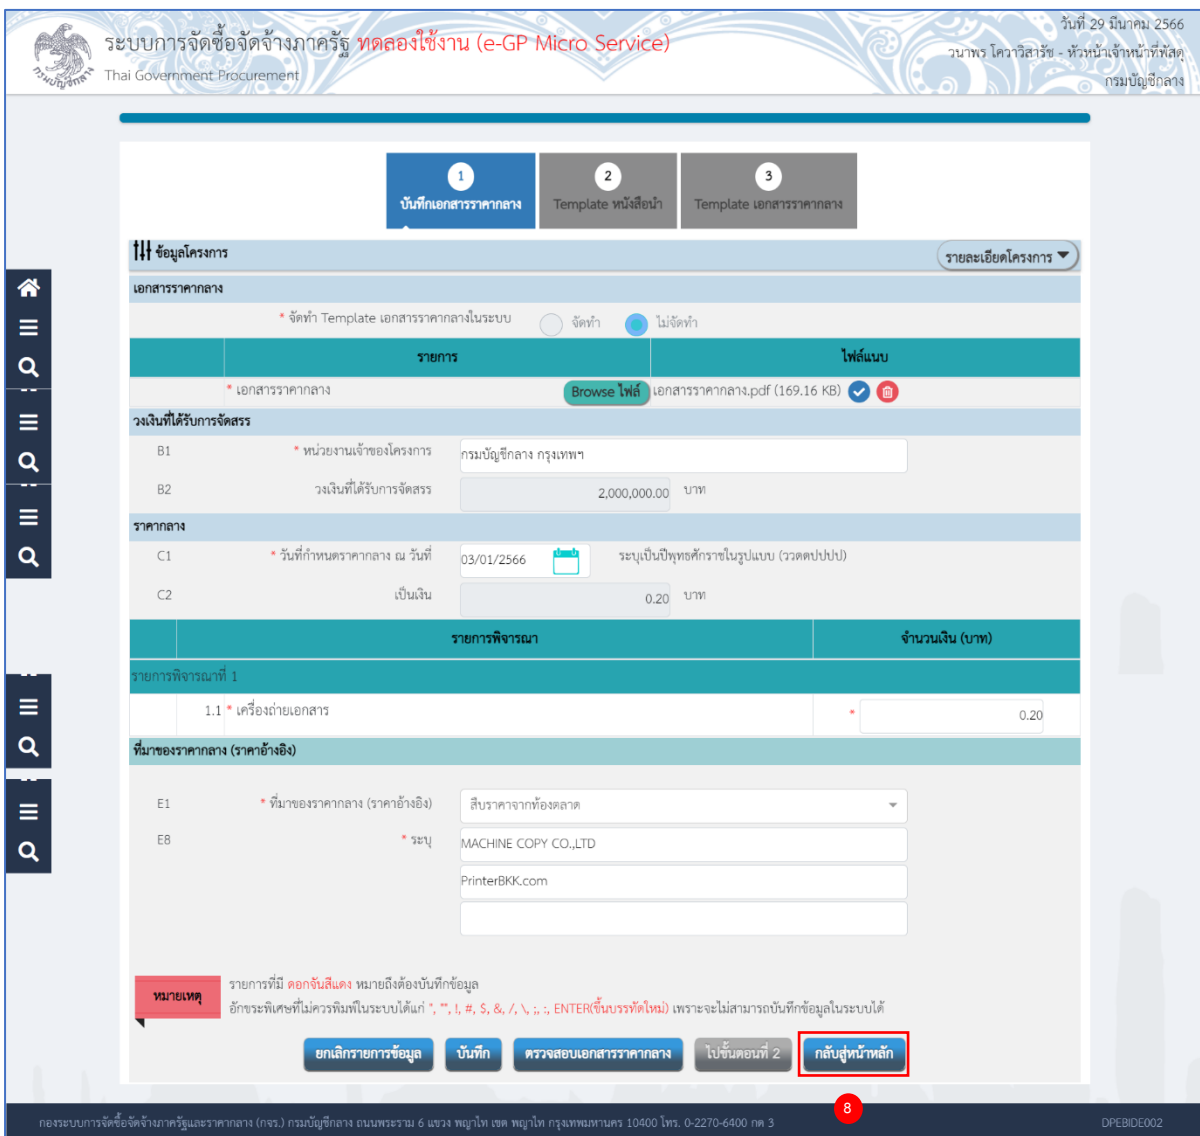 วันที่ 29 มีนาคม 2566
ระบบการจัดซื้อจัดจ้างภาครัฐ ทดลองใช้งาน (e-GP Micro Service)
วนาพร โควาวิสารัช - หัวหน้าเจ้าหน้าที่พัสดุ
Thai Government Procurement
กรมบัญชีกลาง
กรมบัญชีกลาง
1 2 3
บันทึกเอกสารราคากลาง Template หนังสือนำ Template เอกสารราคากลาง
ข้อมูลโครงการ รายละเอียดโครงการ
เอกสารราคากลาง
* จัดทำ Template เอกสารราคากลางในระบบ จัดทำ ไม่จัดทำ
รายการ ไฟล์แนบ
* เอกสารราคากลาง Browse ไฟล์ เอกสารราคากลาง.pdf (169.16 KB)
วงเงินที่ได้รับการจัดสรร
B1 * หน่วยงานเจ้าของโครงการ กรมบัญชีกลาง กรุงเทพฯ
B2 วงเงินที่ได้รับการจัดสรร 2,000,000.00 บาท
ราคากลาง
C1 * วันที่กำหนดราคากลาง ณ วันที่ 03/01/2566 ระบุเป็นปีพุทธศักราชในรูปแบบ (ววดดปปปป)
C2 เป็นเงิน 0.20 บาท
รายการพิจารณา จำนวนเงิน (บาท)
รายการพิจารณาที่ 1
1.1 * เครื่องถ่ายเอกสาร * 0.20
ที่มาของราคากลาง (ราคาอ้างอิง)
E1 * ที่มาของราคากลาง (ราคาอ้างอิง) สืบราคาจากท้องตลาด
E8 * ระบุ MACHINE COPY CO.,LTD
PrinterBKK.com
รายการที่มี ดอกจันสีแดง หมายถึงต้องบันทึกข้อมูล
หมายเหตุ
อักขระพิเศษที่ไม่ควรพิมพ์ในระบบได้แก่ ", "", !, #, $, &, /, \, ;, :, ENTER(ขึ้นบรรทัดใหม่) เพราะจะไม่สามารถบันทึกข้อมูลในระบบได้
ยกเลิกรายการข้อมูล บันทึก ตรวจสอบเอกสารราคากลาง ไปขั้นตอนที่ 2 กลับสู่หน้าหลัก
8
กองระบบการจัดซื้อจัดจ้างภาครัฐและราคากลาง (กจร.) กรมบัญชีกลาง ถนนพระราม 6 แขวง พญาไท เขต พญาไท กรุงเทพมหานคร 10400 โทร. 0-2270-6400 กด 3 DPEBIDE002